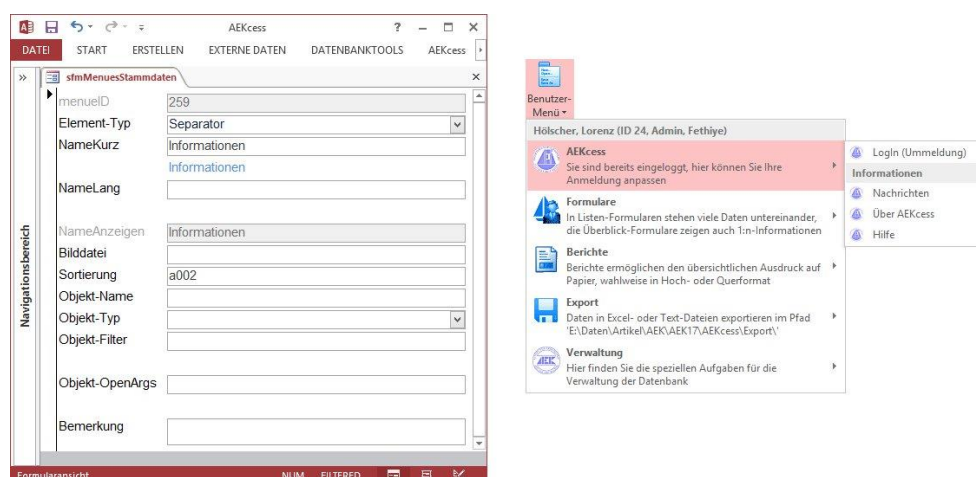 AEKcess
?
DATEI START ERSTELLEN EXTERNE DATEN DATENBANKTOOLS AEKcess
sfmMenuesStammdaten
menueID 259
Element-Typ Separator
NameKurz Informationen
Informationen
NameLang
NameAnzeigen Informationen
Bilddatei
Sortierung a002
Objekt-Name
Objekt-Typ
Objekt-Filter
Objekt-OpenArgs
Bemerkung
Navigationsbereich
Formularansicht NUM FILTERED
Benutzer-
Menü
Hölscher, Lorenz (ID 24, Admin, Fethiye)
AEKcess
Sie sind bereits eingeloggt, hier können Sie Ihre
Anmeldung anpassen
Formulare
In Listen-Formularen stehen viele Daten untereinander,
die Überblick-Formulare zeigen auch 1:n-Informationen
Berichte
Berichte ermöglichen den übersichtlichen Ausdruck auf
Papier, wahlweise in Hoch- oder Querformat
Export
Daten in Excel- oder Text-Dateien exportieren im Pfad
'E:\Daten\Artikel\AEK\AEK17\AEKcess\Export\'
AEK
Verwaltung
Hier finden Sie die speziellen Aufgaben für die
Verwaltung der Datenbank
LogIn (Ummeldung)
Informationen
Nachrichten
Über AEKcess
Hilfe